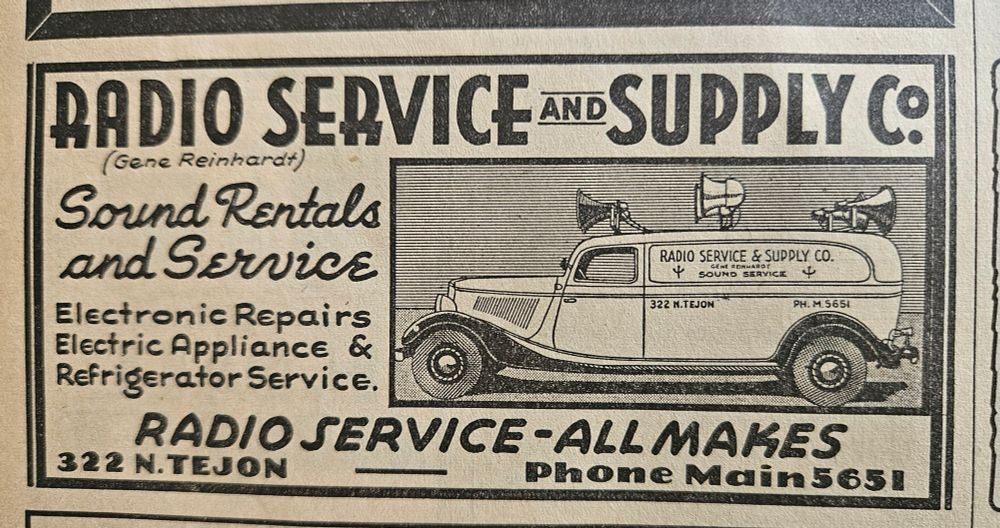 RADIO SERVICE AND SUPPLY Co.
(Gene Reinhardt)
Sound Rentals
and Service
Electronic Repairs
Electric Appliance &
Refrigerator Service.
RADIO SERVICE & SUPPLY CO.
GENE REINHARDT
SOUND SERVICE
322 N. TEJON
PH. M. 5651
RADIO SERVICE - ALL MAKES
322 N. TEJON
Phone Main 5651